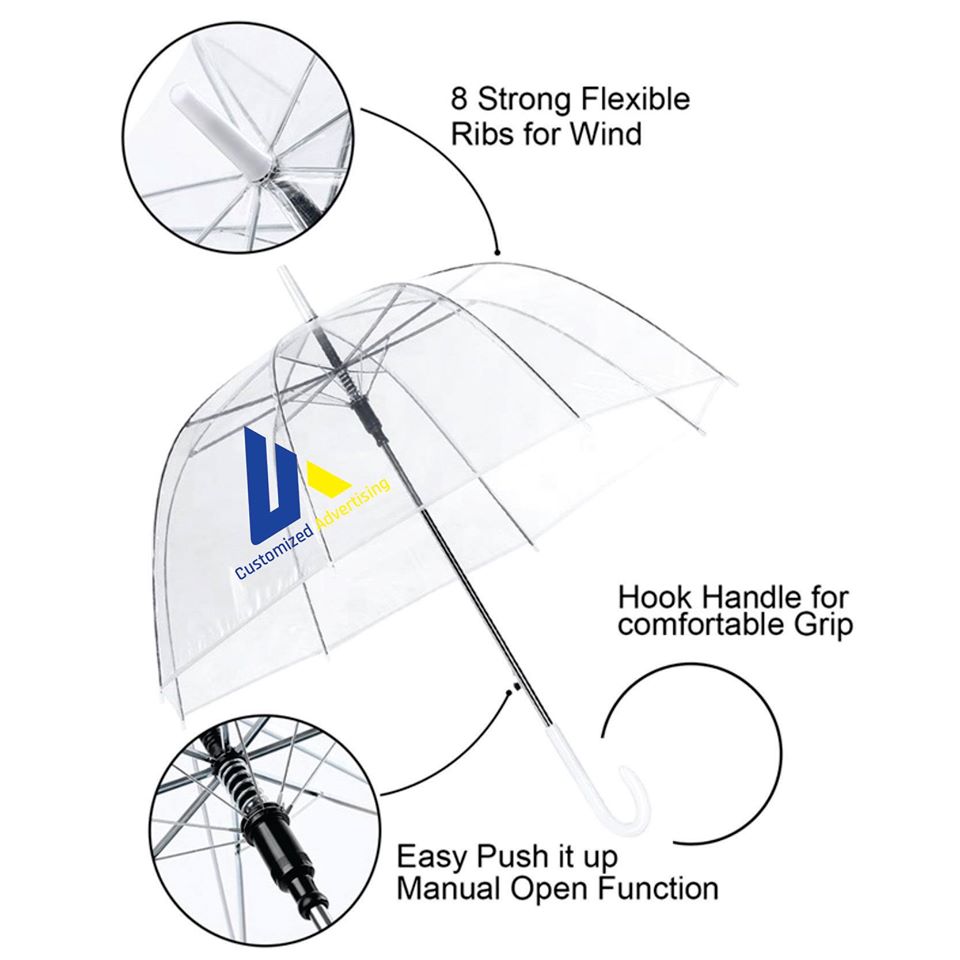 8 Strong Flexible
Ribs for Wind
Customized Advertising
Hook Handle for
comfortable Grip
Easy Push it up
Manual Open Function